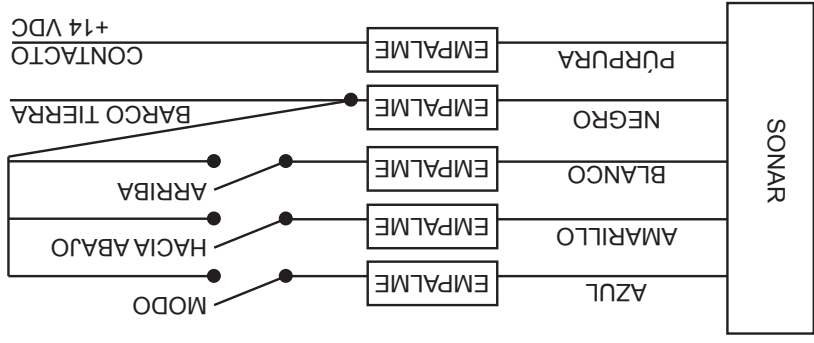 SONAR
AZUL
EMPALME
MODO
AMARILLO
EMPALME
HACIA ABAJO
BLANCO
EMPALME
ARRIBA
NEGRO
EMPALME
BARCO TIERRA
PÚRPURA
EMPALME
CONTACTO
+14 VDC